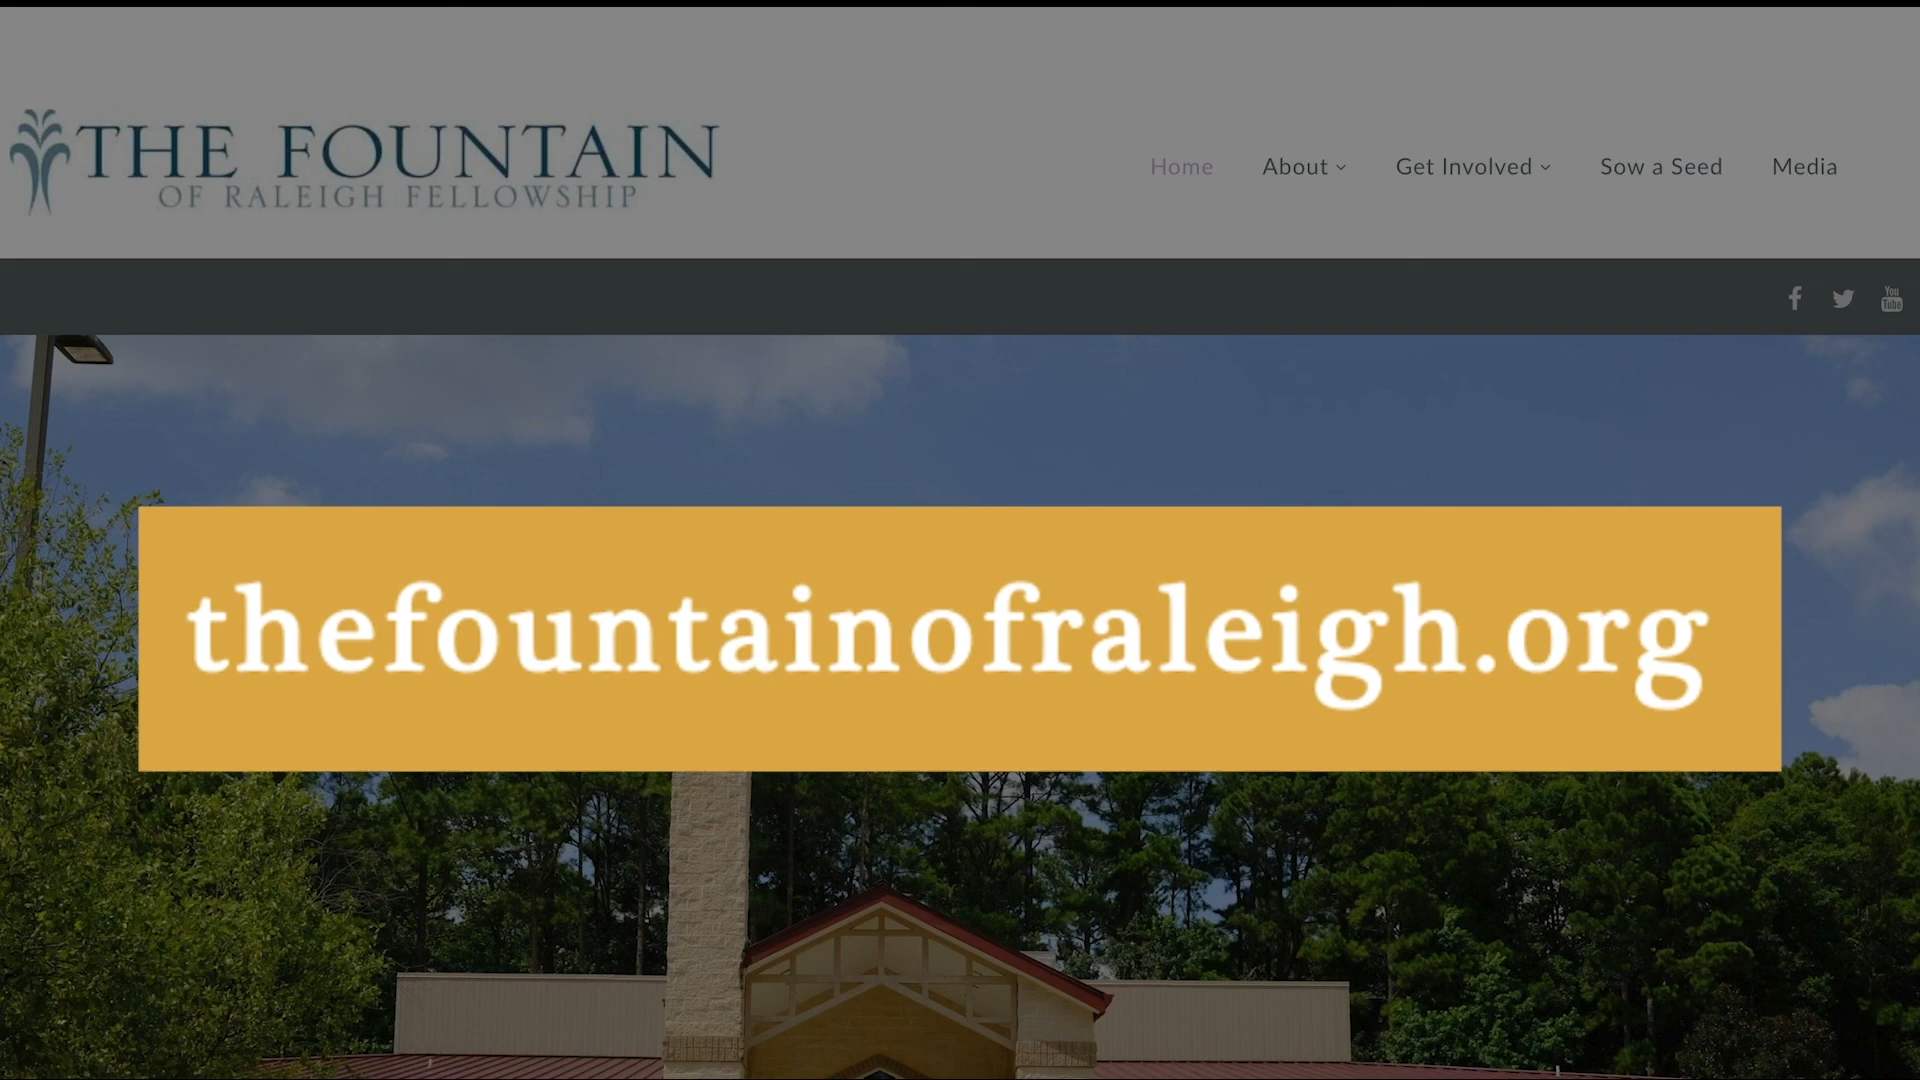 THE FOUNTAIN
OF RALEIGH FELLOWSHIP
Home About Get Involved Sow a Seed Media
You
Tube
thefountainofraleigh.org